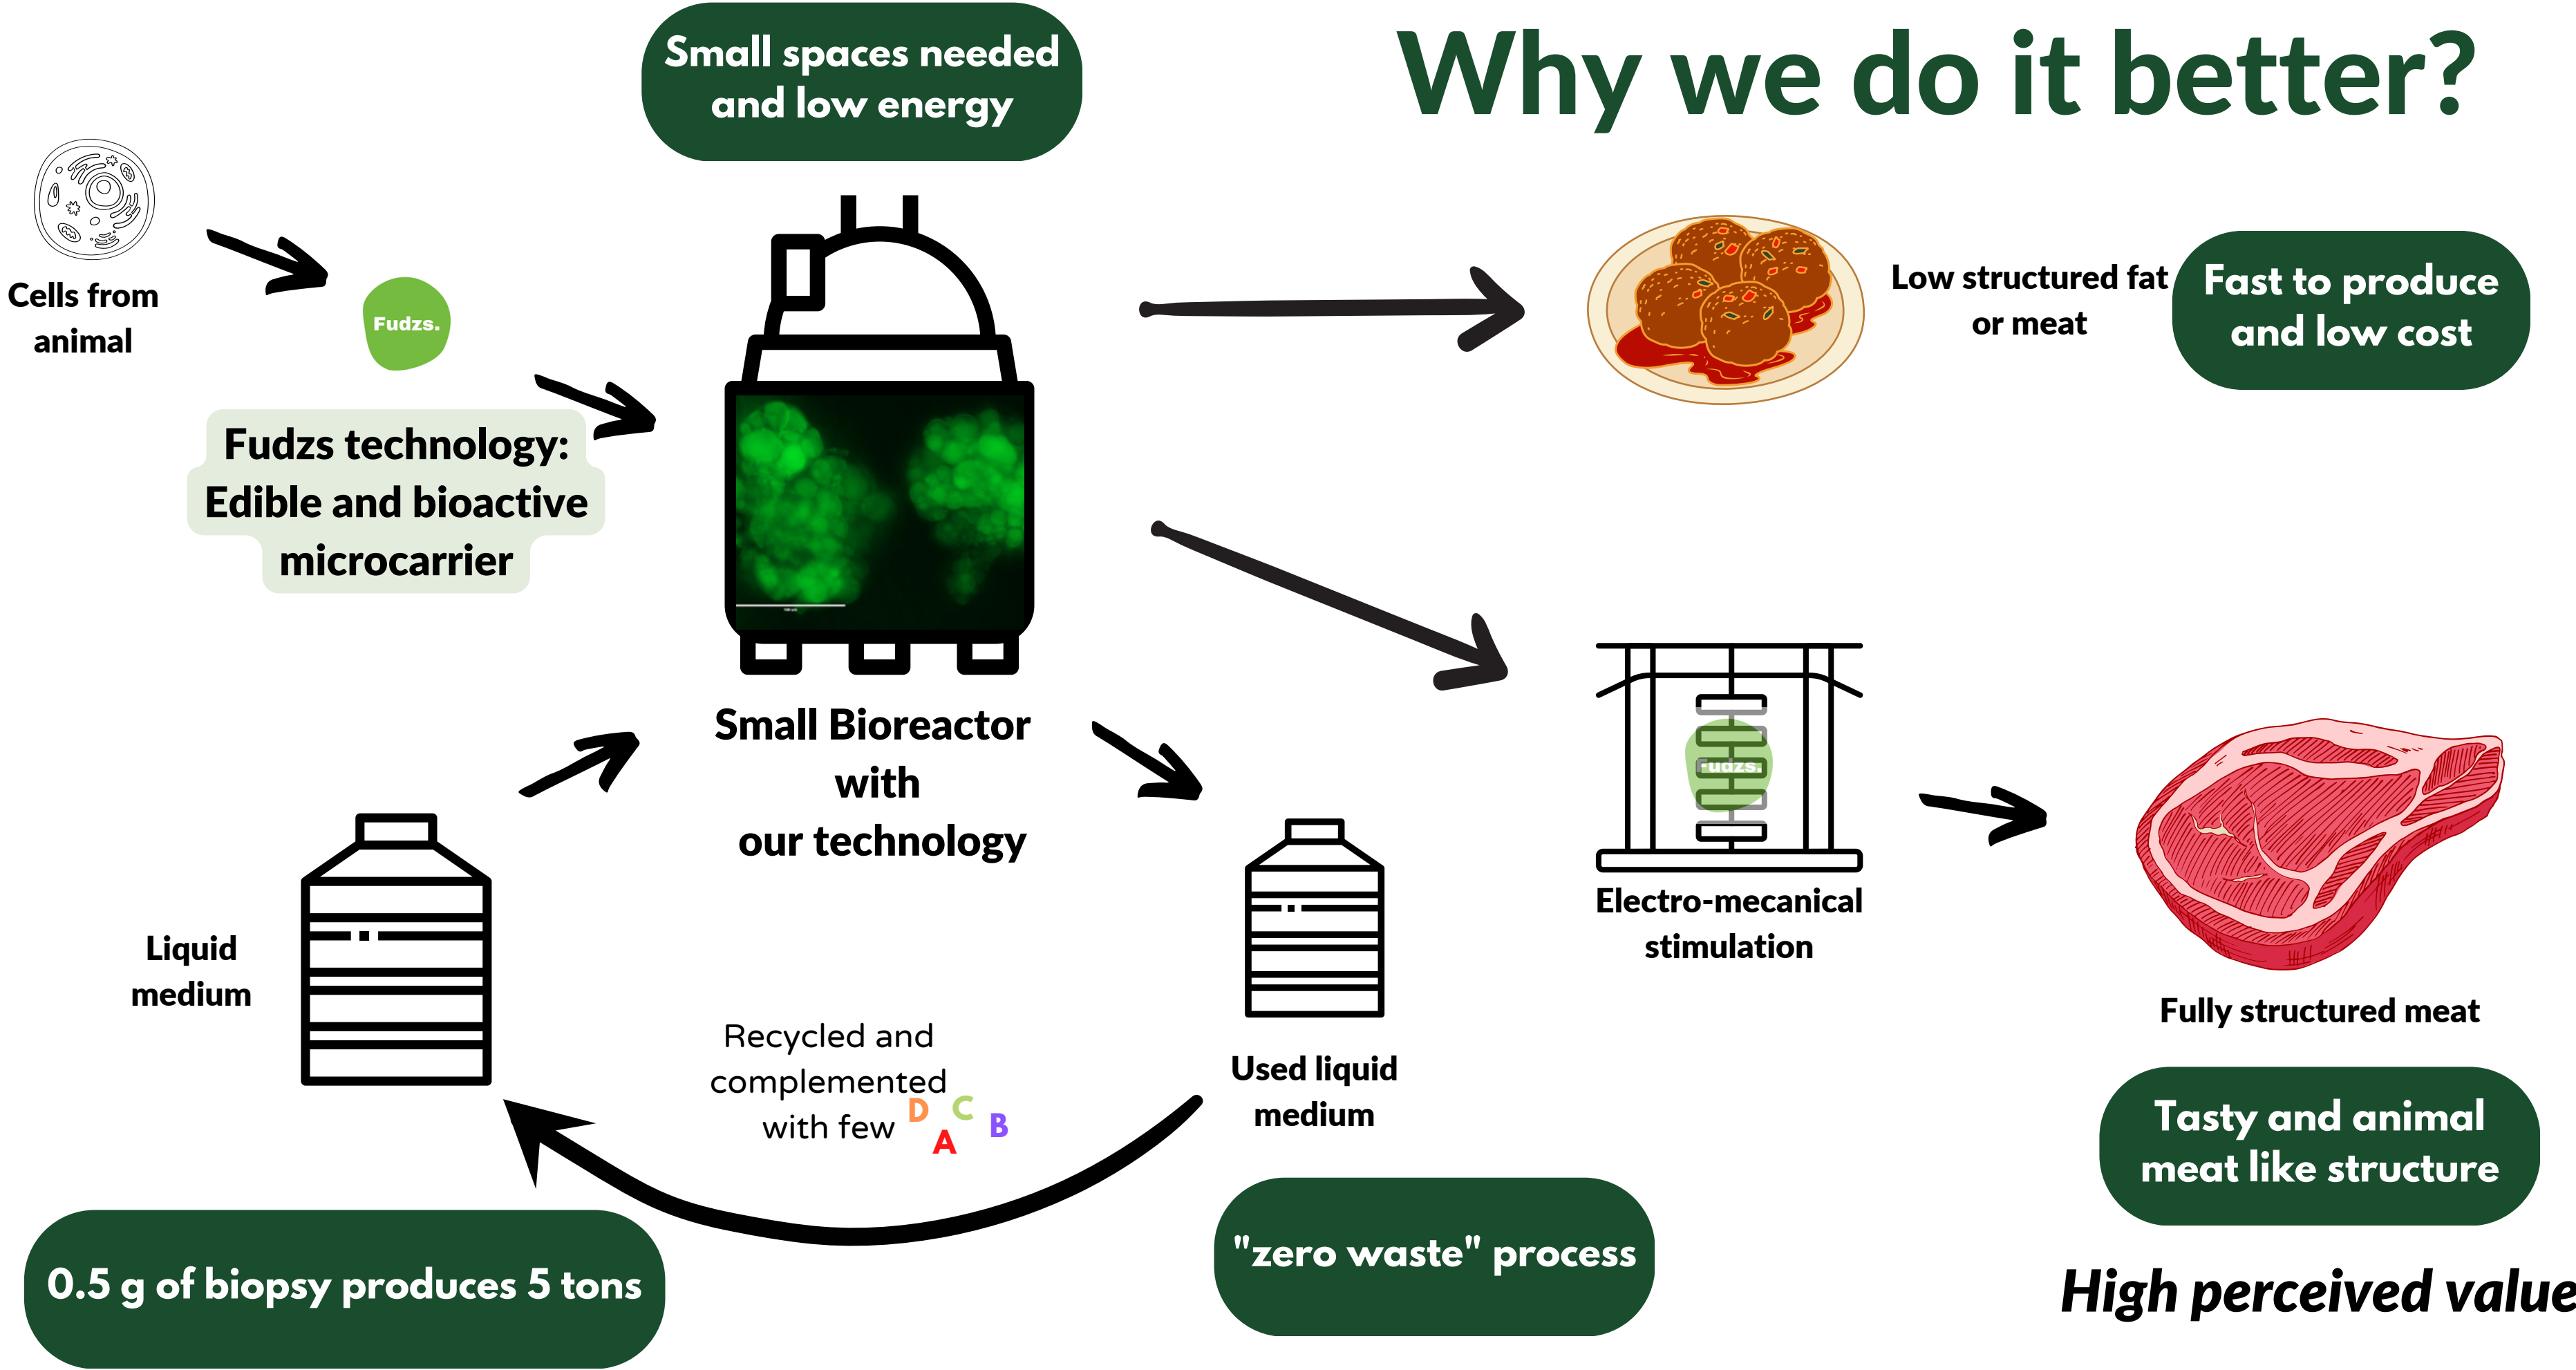 Small spaces needed
and low energy
Why we do it better?
Cells from
animal
Fudzs.
Fudzs technology:
Edible and bioactive
microcarrier
Low structured fat
or meat
Fast to produce
and low cost
Small Bioreactor
with
our technology
Liquid
medium
Recycled and
complemented
with few D A C B
Used liquid
medium
Fudzs.
Electro-mecanical
stimulation
Fully structured meat
Tasty and animal
meat like structure
High perceived value
"zero waste" process
0.5 g of biopsy produces 5 tons